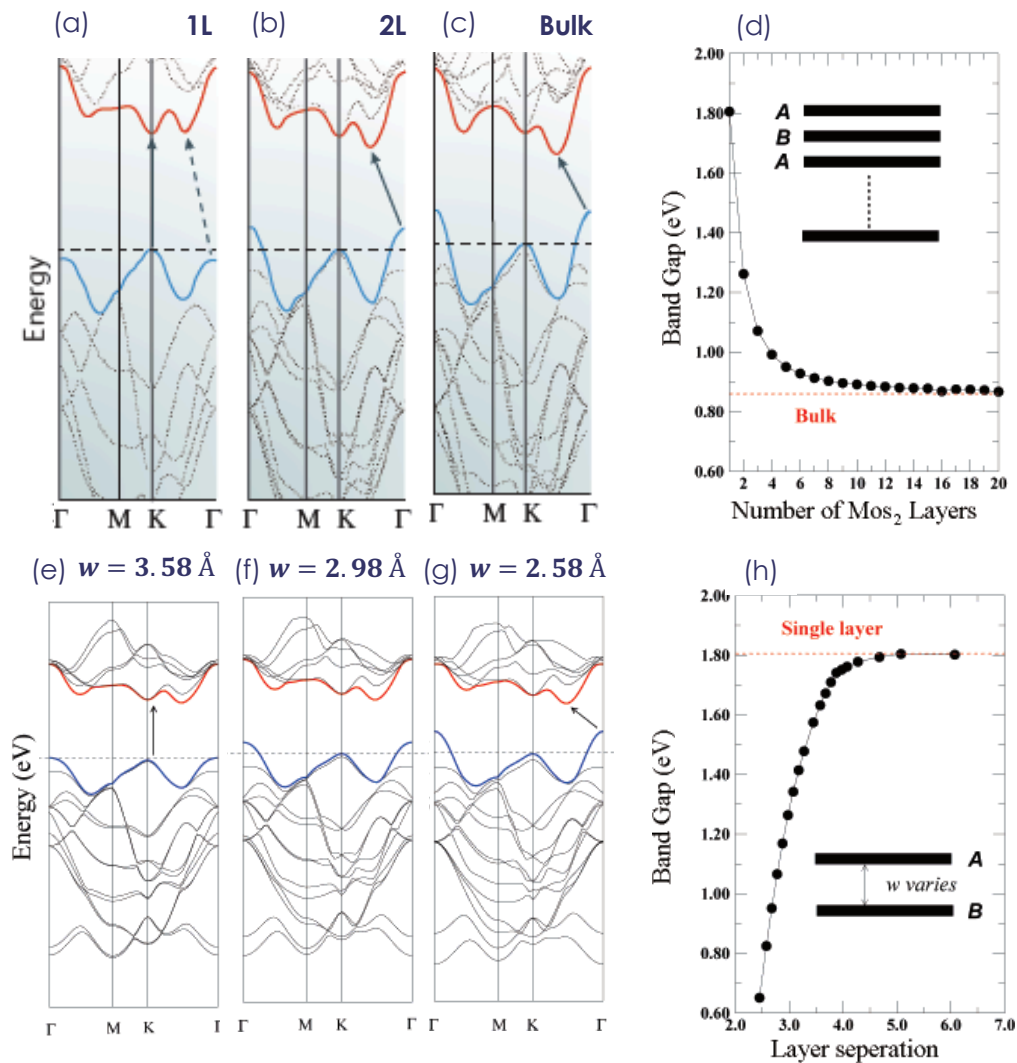 (a) 1L
(b) 2L
(c) Bulk
Energy
Γ M K Γ
Γ M K Γ
Γ M K Γ
(d)
2.00
1.80
1.60
1.40
1.20
1.00
0.80
0.60
Band Gap (eV)
A
B
A
Bulk
1 2 4 6 8 10 12 14 16 18 20
Number of Mos₂ Layers
(e) w = 3.58 Å
(f) w = 2.98 Å
(g) w = 2.58 Å
Energy (eV)
Γ M K Γ
Γ M K Γ
Γ M K Γ
(h)
2.00
1.80
1.60
1.40
1.20
1.00
0.80
0.60
Band Gap (eV)
Single layer
A
w varies
B
2.0 3.0 4.0 5.0 6.0 7.0
Layer seperation